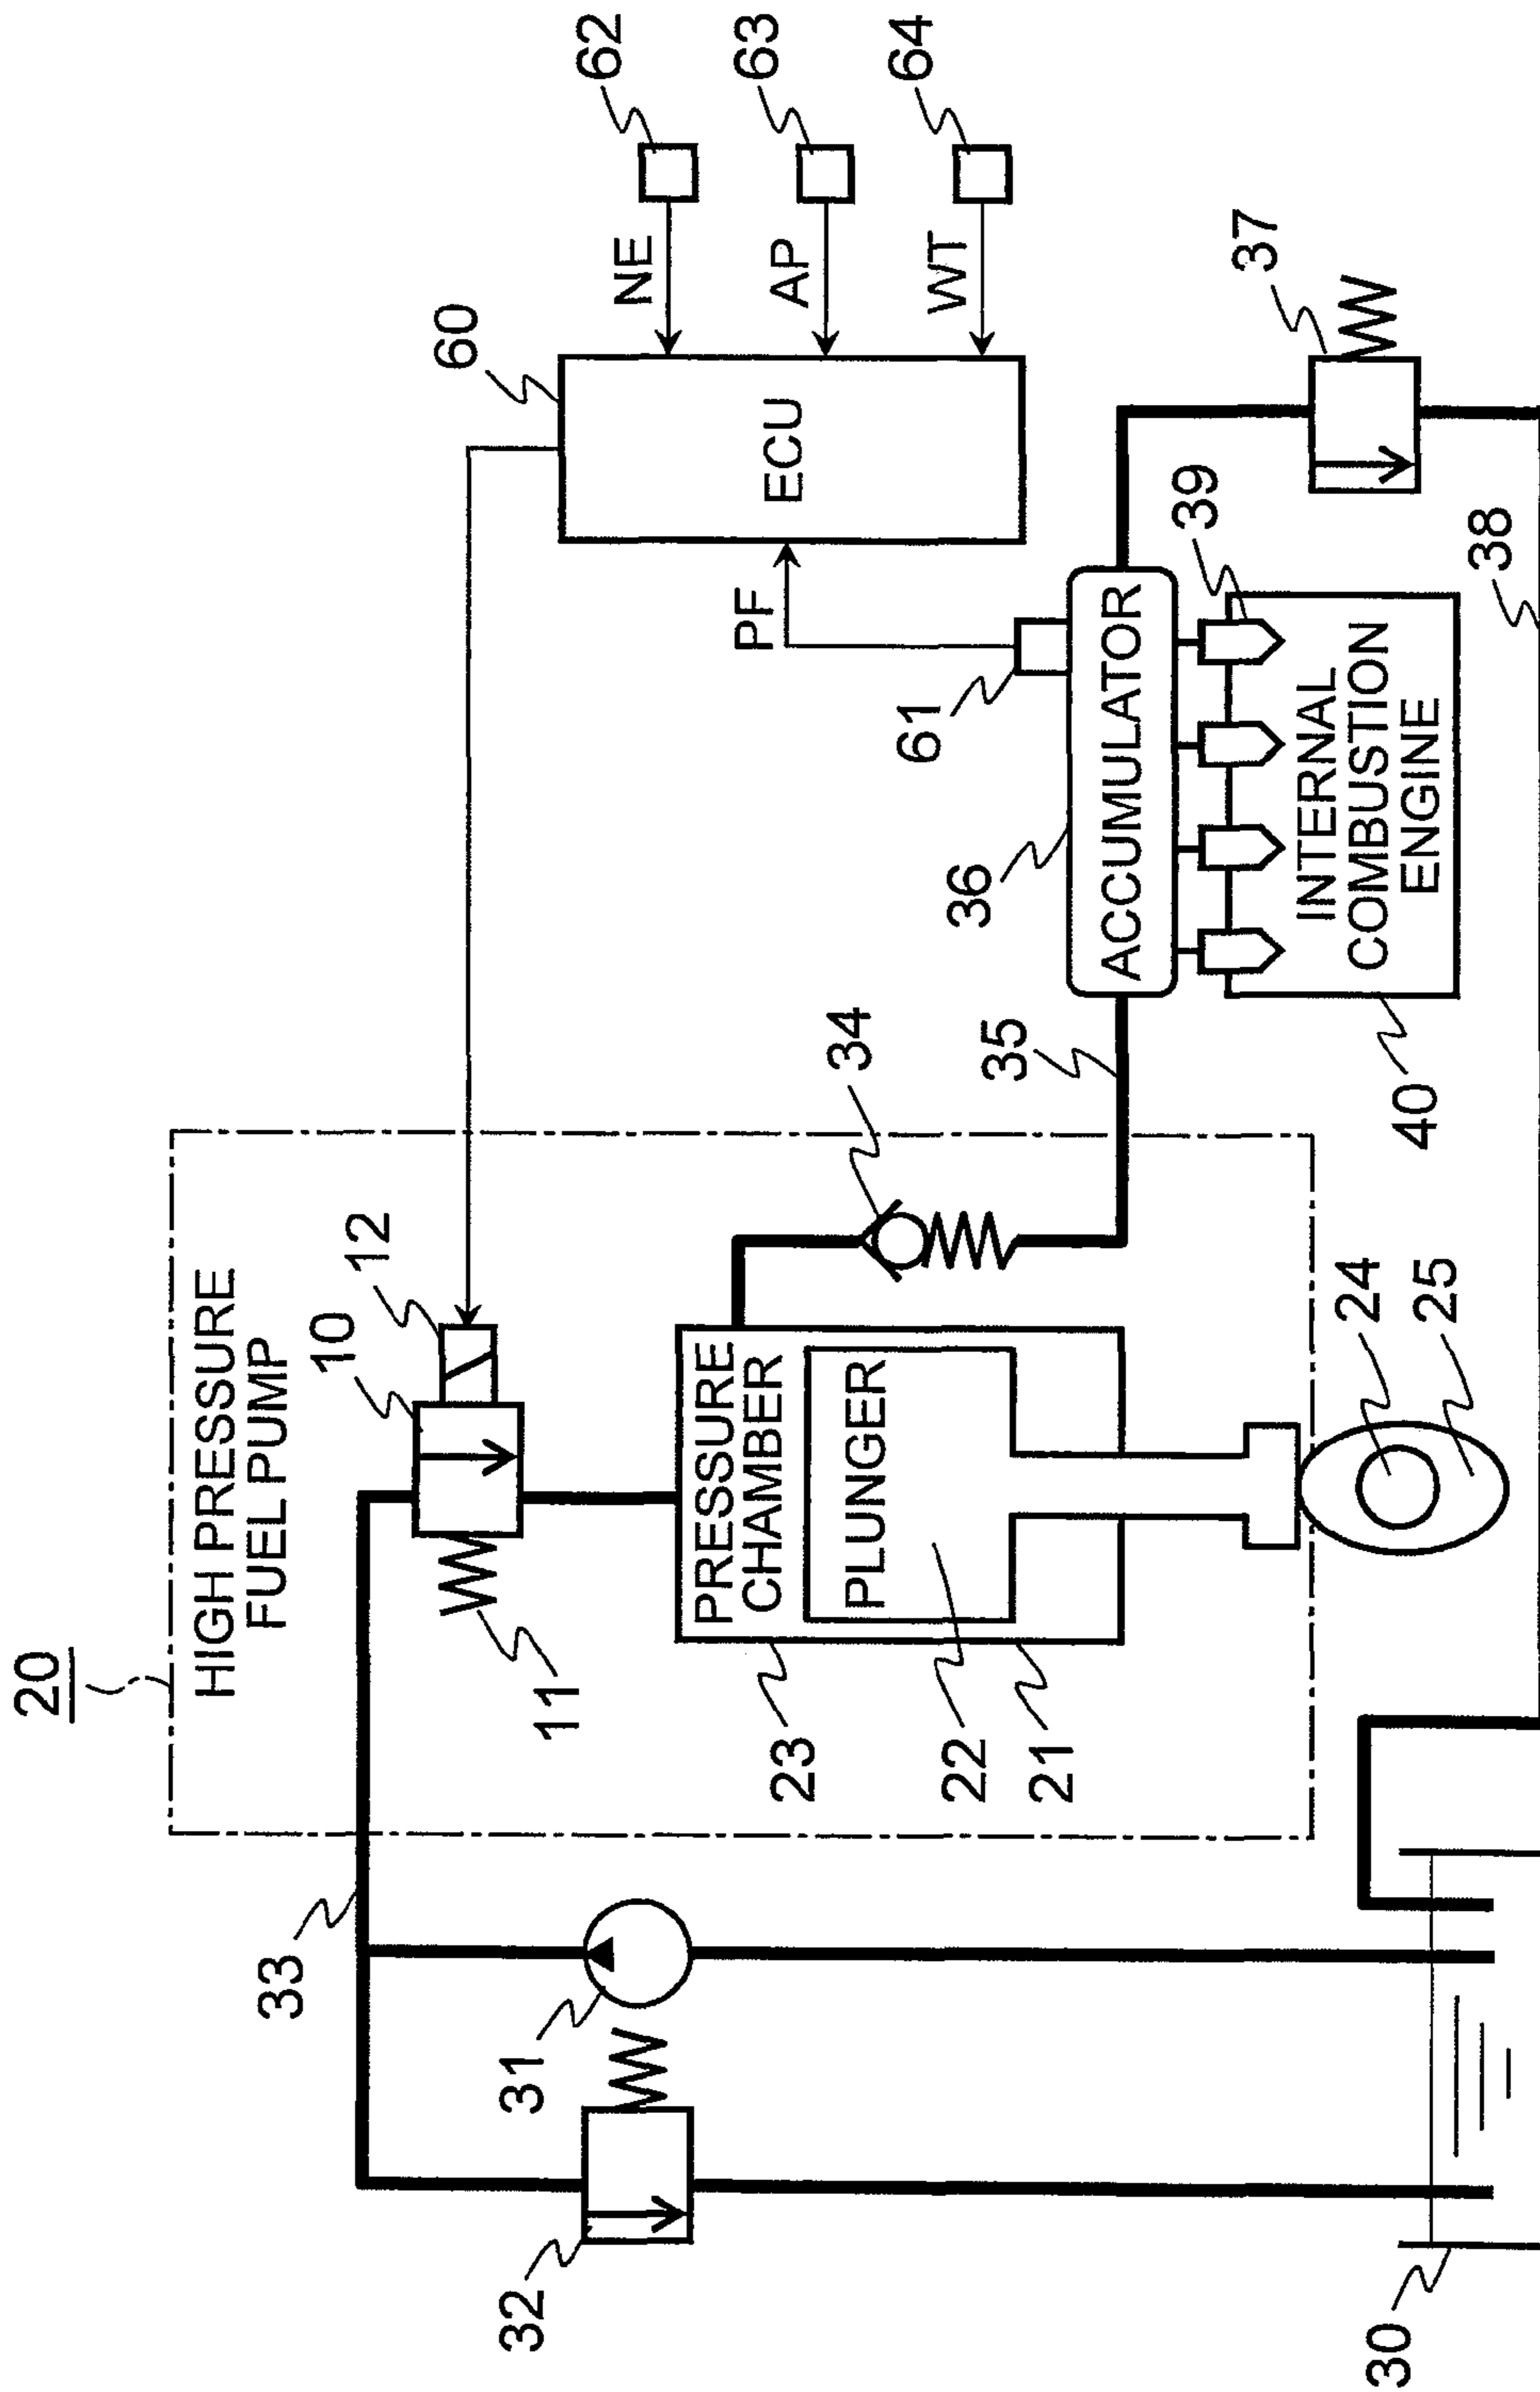 20
HIGH PRESSURE
FUEL PUMP
33
10
12
11
PRESSURE
CHAMBER
PLUNGER
23
22
21
24
25
34
35
31
32
30
60
ECU
NE
AP
WT
62
63
64
PF
61
36
ACCUMULATOR
39
37
INTERNAL
COMBUSTION
ENGINE
40
38